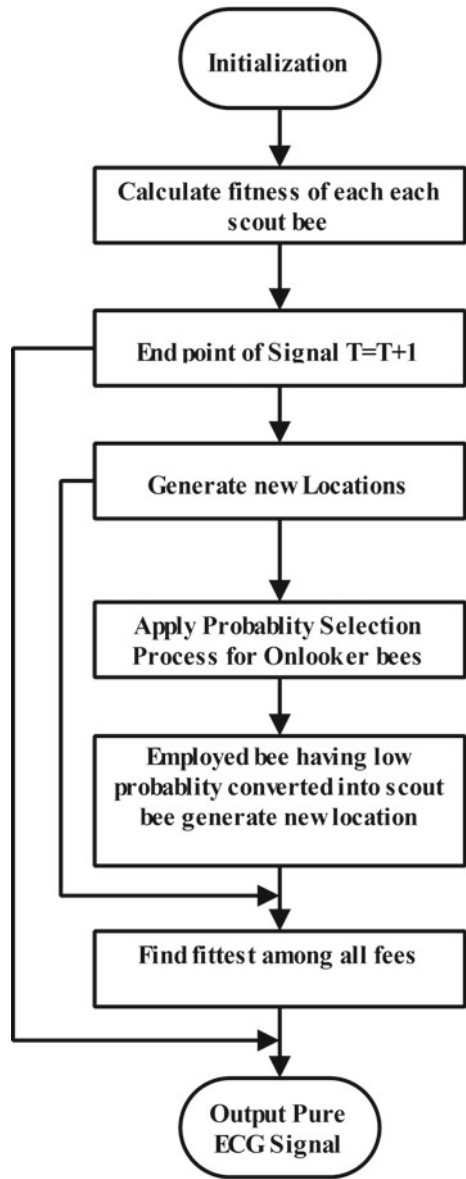 Initialization
Calculate fitness of each each
scout bee
End point of Signal T=T+1
Generate new Locations
Apply Probablity Selection
Process for Onlooker bees
Employed bee having low
probablity converted into scout
bee generate new location
Find fittest among all fees
Output Pure
ECG Signal